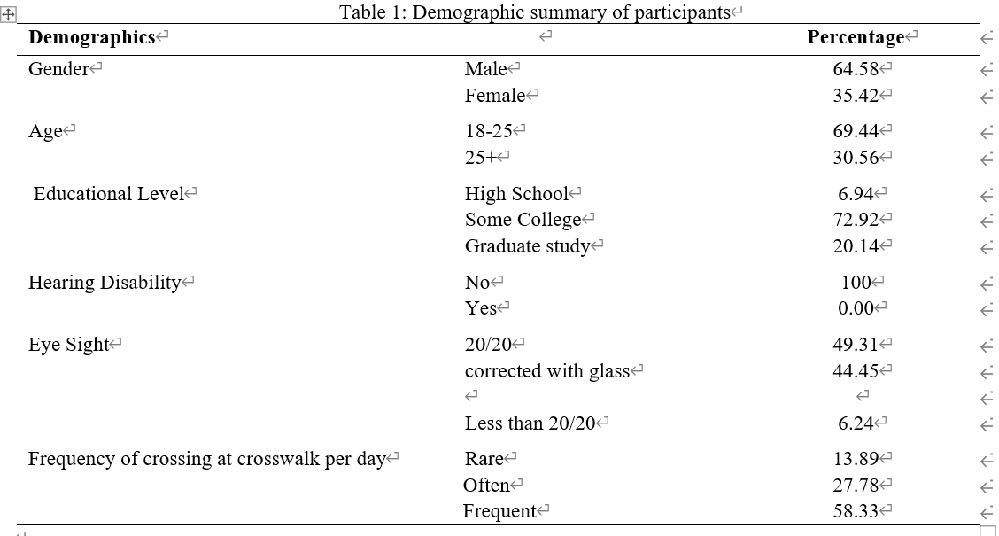 Table 1: Demographic summary of participants
Demographics Percentage
Gender Male 64.58
Female 35.42
Age 18-25 69.44
25+ 30.56
Educational Level High School 6.94
Some College 72.92
Graduate study 20.14
Hearing Disability No 100
Yes 0.00
Eye Sight 20/20 49.31
corrected with glass 44.45
Less than 20/20 6.24
Frequency of crossing at crosswalk per day Rare 13.89
Often 27.78
Frequent 58.33